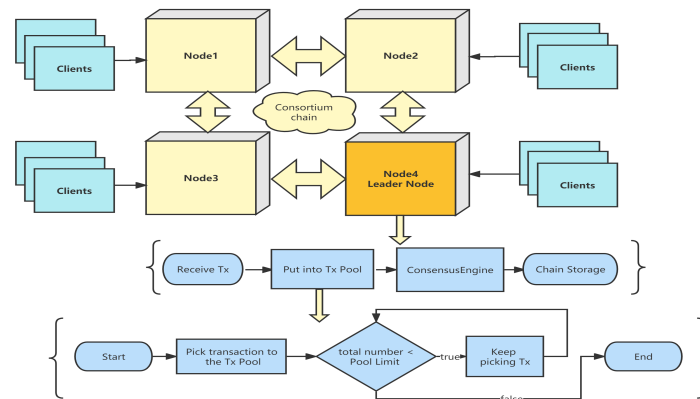 Clients
Node1
Node2
Clients
Consortium
chain
Clients
Node3
Node4
Leader Node
Clients
Receive Tx
Put into Tx Pool
ConsensusEngine
Chain Storage
Start
Pick transaction to
the Tx Pool
total number <
Pool Limit
true
Keep
picking Tx
End
false